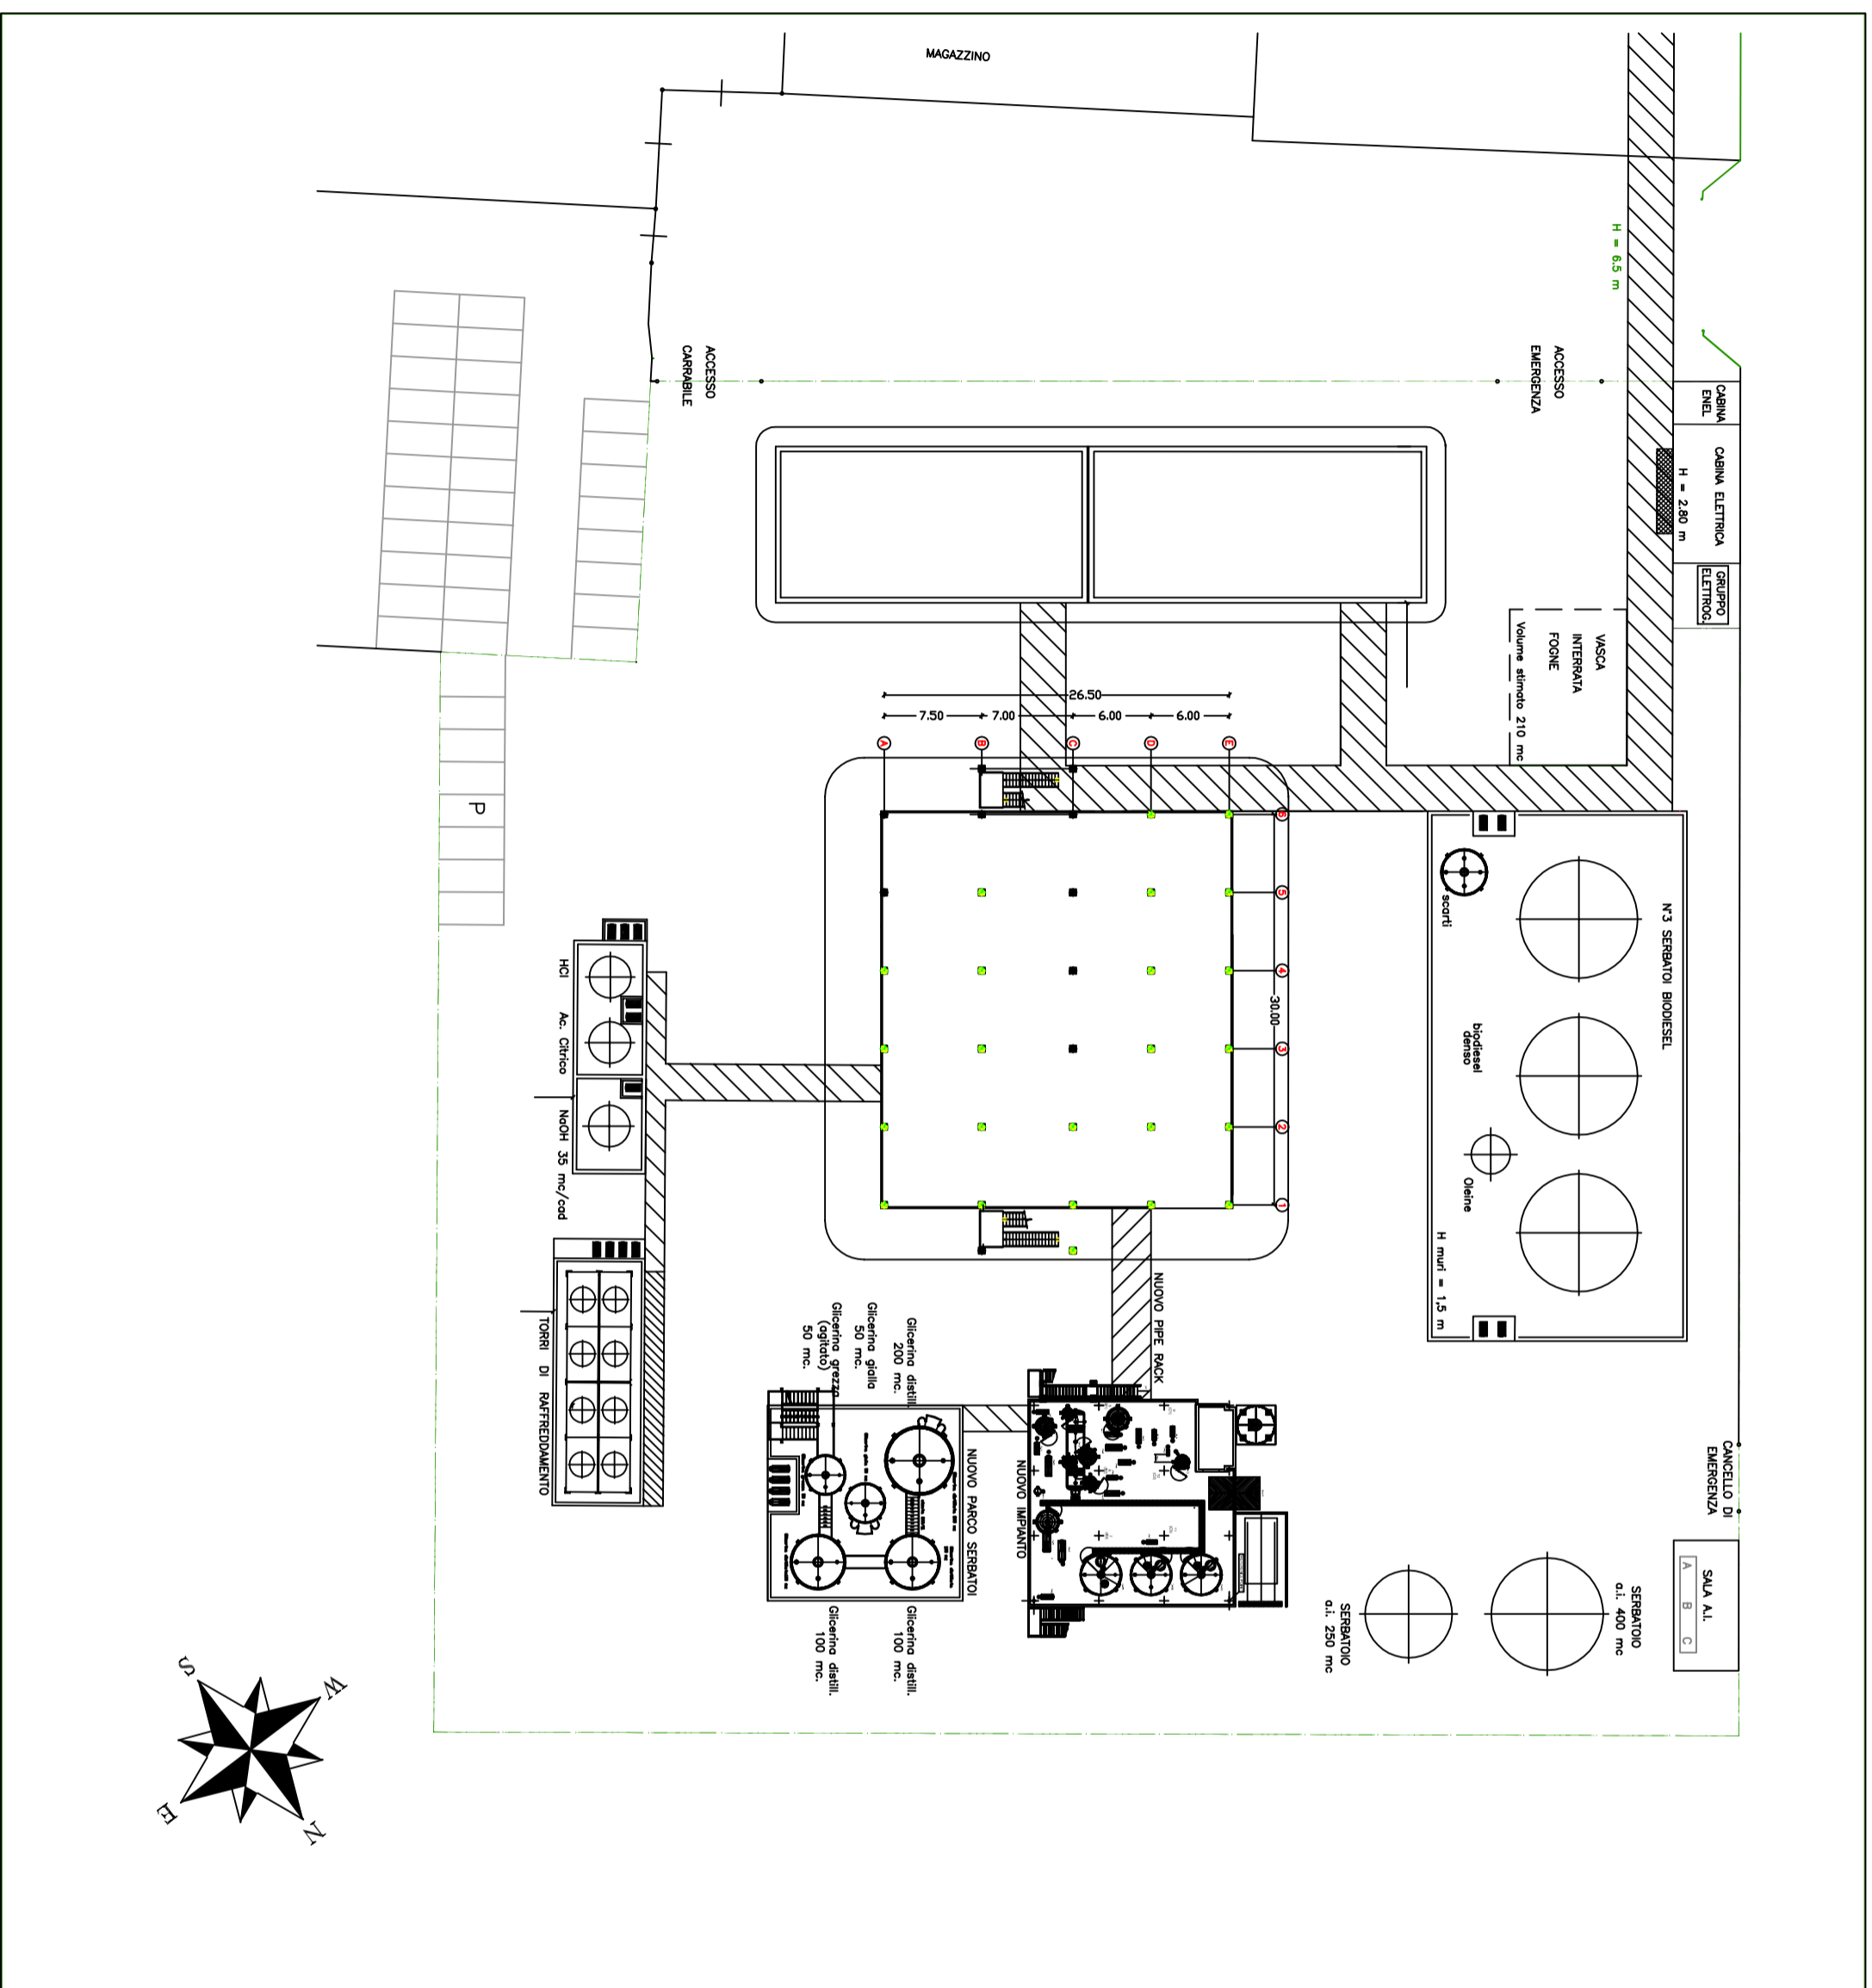 MAGAZZINO
H = 6.5 m
ACCESSO
CARRABILE
ACCESSO
EMERGENZA
CABINA
ENEL
CABINA ELETTRICA
H = 2.80 m
GRUPPO
ELETTROG.
VASCA
INTERRATA
FOGNE
Volume stimato 210 mc
26.50
7.50
7.00
6.00
6.00
A
B
C
D
E
6
5
4
3
2
1
30.00
P
N°3 SERBATOI BIODIESEL
scarti
biodiesel
denso
Oleine
H muri = 1,5 m
HCl
Ac. Citrico
NaOH 35 mc/cad
TORRI DI RAFFREDDAMENTO
NUOVO PIPE RACK
Glicerina distill.
200 mc.
Glicerina gialla
50 mc.
Glicerina grezza
(agitato)
50 mc.
NUOVO PARCO SERBATOI
NUOVO IMPIANTO
Glicerina distill.
100 mc.
Glicerina distill.
100 mc.
CANCELLO DI
EMERGENZA
SALA A.I.
A B C
SERBATOIO
a.i. 400 mc
SERBATOIO
a.i. 250 mc
S
W
E
N